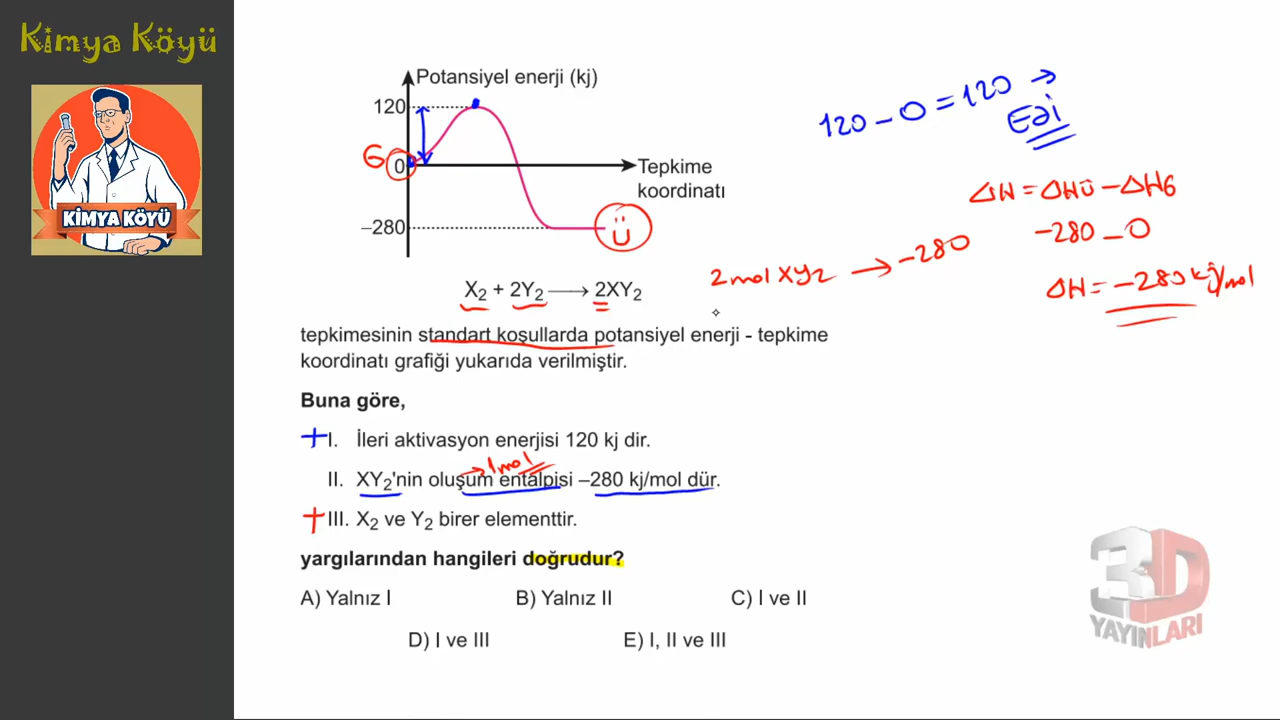 Kimya Köyü
KİMYA KÖYÜ
Potansiyel enerji (kj)
120
G
0
Tepkime
koordinatı
–280
Ü
120 – 0 = 120 →
Eai
ΔH = ΔHÜ – ΔHG
-280 – 0
ΔH = -280 kj/mol
2 mol XY2 → -280
X2 + 2Y2 ⟶ 2XY2
tepkimesinin standart koşullarda potansiyel enerji - tepkime
koordinatı grafiği yukarıda verilmiştir.
Buna göre,
+ I. İleri aktivasyon enerjisi 120 kj dir.
→ 1mol
II. XY2'nin oluşum entalpisi –280 kj/mol dür.
+ III. X2 ve Y2 birer elementtir.
yargılarından hangileri doğrudur?
A) Yalnız I B) Yalnız II C) I ve II
D) I ve III E) I, II ve III
3D
YAYINLARI